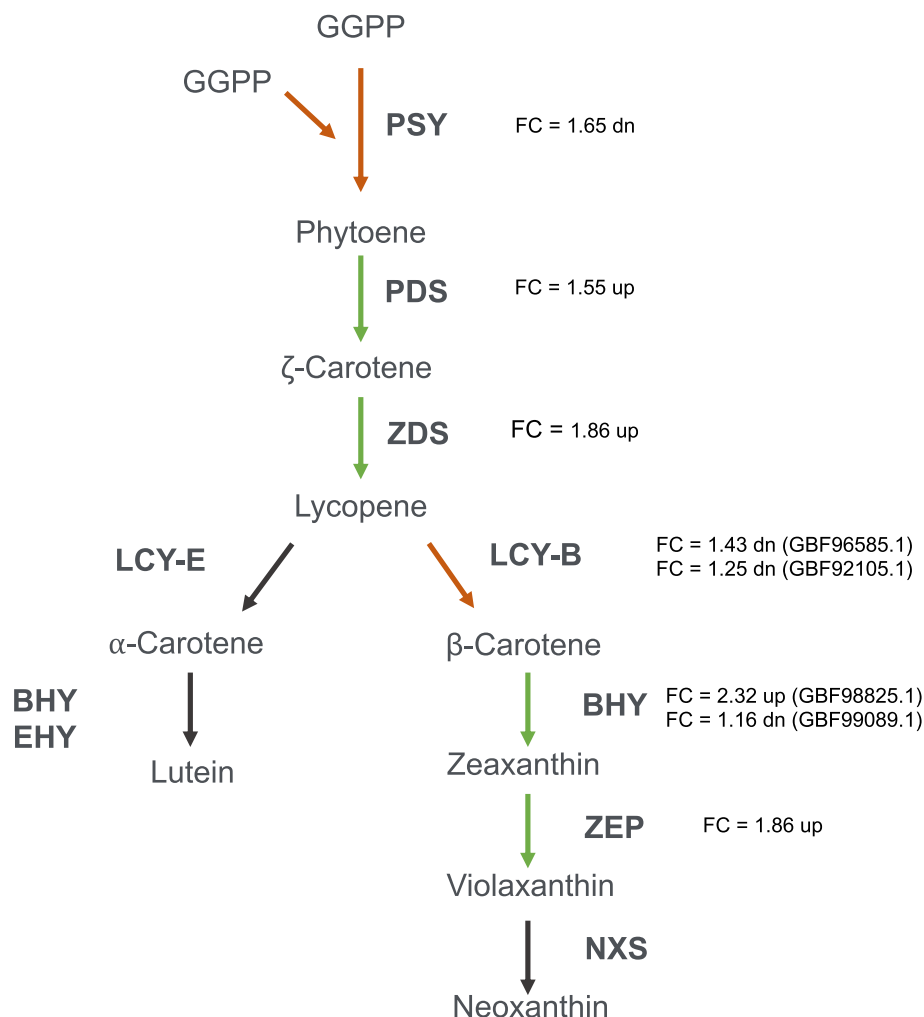 GGPP
GGPP
PSY
FC = 1.65 dn
Phytoene
PDS
FC = 1.55 up
ζ-Carotene
ZDS
FC = 1.86 up
Lycopene
LCY-E
LCY-B
FC = 1.43 dn (GBF96585.1)
FC = 1.25 dn (GBF92105.1)
α-Carotene
β-Carotene
BHY
EHY
BHY
FC = 2.32 up (GBF98825.1)
FC = 1.16 dn (GBF99089.1)
Lutein
Zeaxanthin
ZEP
FC = 1.86 up
Violaxanthin
NXS
Neoxanthin